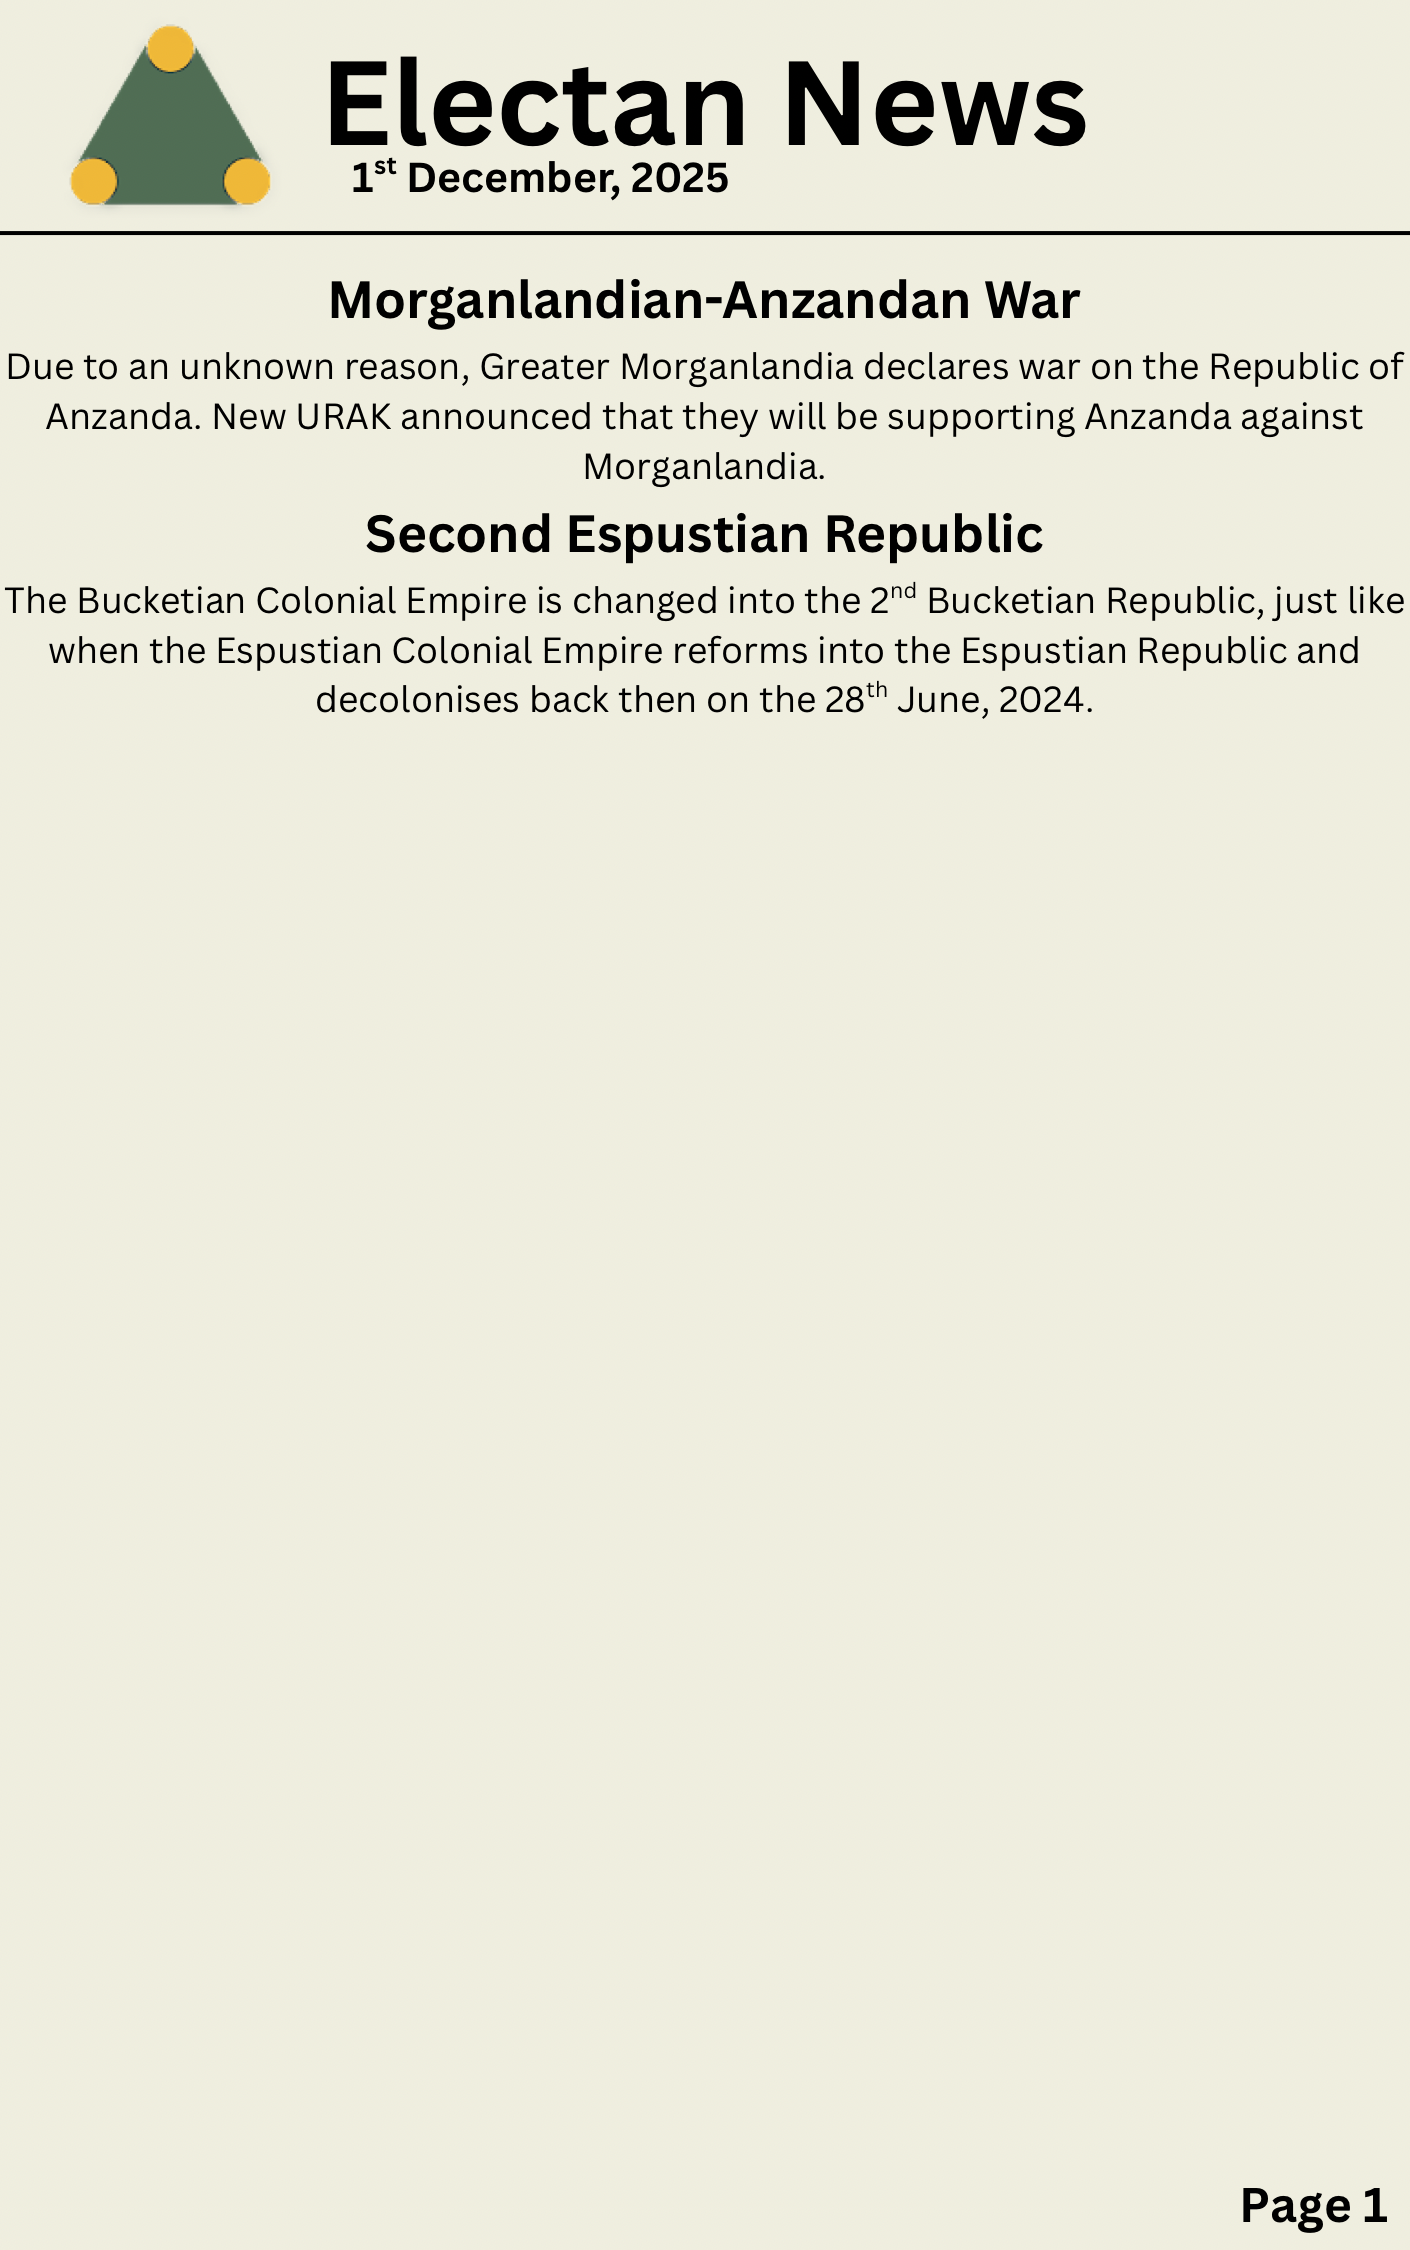 Electan News
1st December, 2025
Morganlandian-Anzandan War
Due to an unknown reason, Greater Morganlandia declares war on the Republic of
Anzanda. New URAK announced that they will be supporting Anzanda against
Morganlandia.
Second Espustian Republic
The Bucketian Colonial Empire is changed into the 2nd Bucketian Republic, just like
when the Espustian Colonial Empire reforms into the Espustian Republic and
decolonises back then on the 28th June, 2024.
Page 1